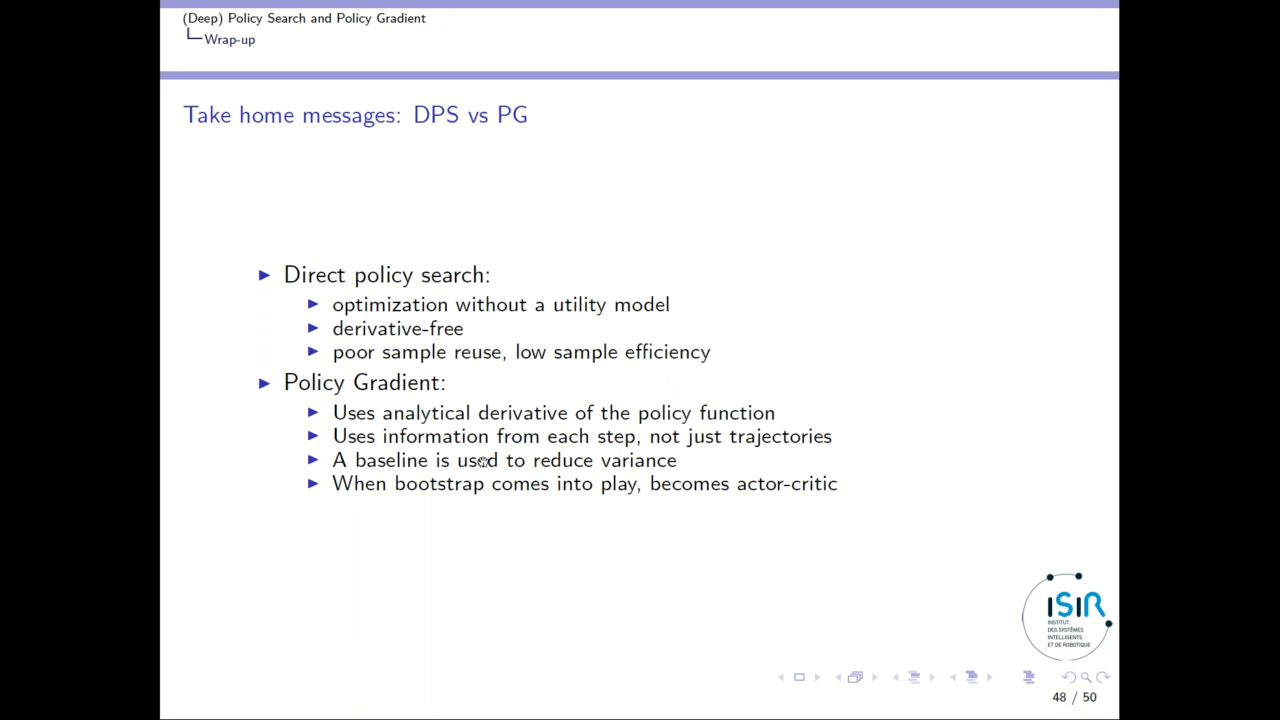 (Deep) Policy Search and Policy Gradient
Wrap-up
Take home messages: DPS vs PG
Direct policy search:
optimization without a utility model
derivative-free
poor sample reuse, low sample efficiency
Policy Gradient:
Uses analytical derivative of the policy function
Uses information from each step, not just trajectories
A baseline is used to reduce variance
When bootstrap comes into play, becomes actor-critic
ISIR
INSTITUT
DES SYSTÈMES
INTELLIGENTS
ET DE ROBOTIQUE
48 / 50